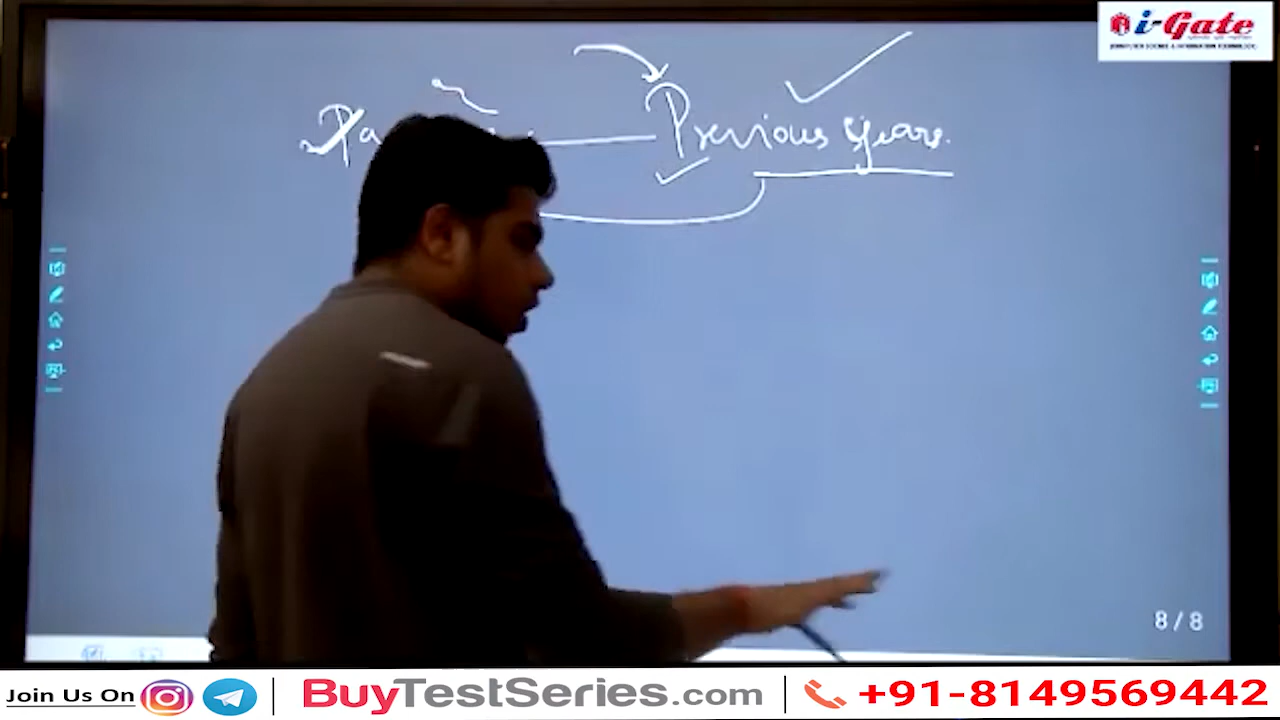 i-Gate
Previous years.
8 / 8
Join Us On
BuyTestSeries.com
+91-8149569442